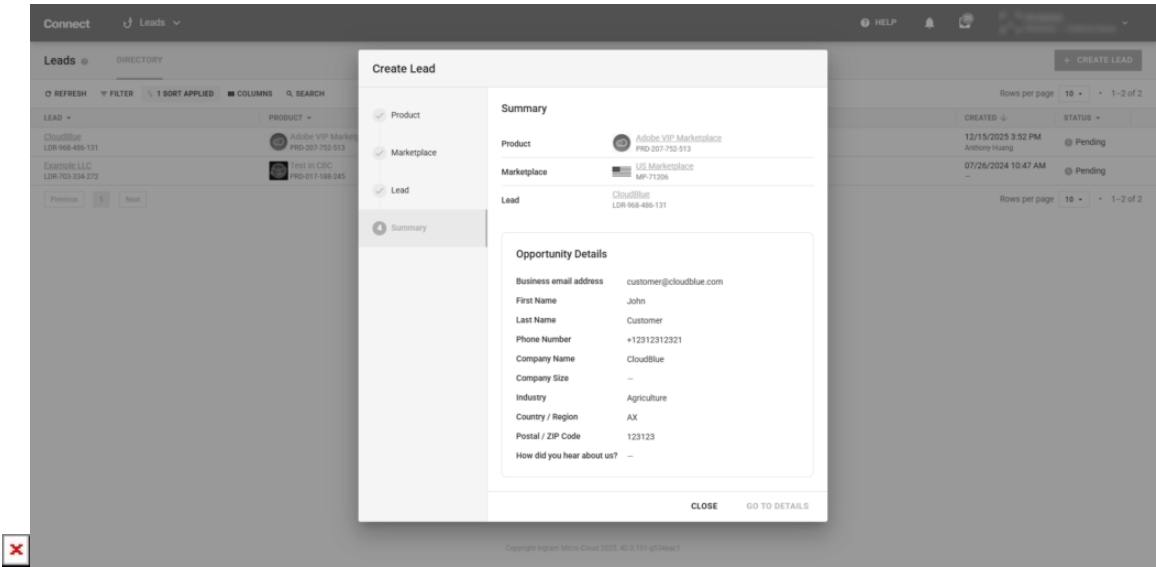 Connect Leads HELP
Leads DIRECTORY + CREATE LEAD
REFRESH FILTER 1 SORT APPLIED COLUMNS SEARCH Rows per page 10 1–2 of 2
LEAD PRODUCT CREATED STATUS
CloudBlue Adobe VIP Market 12/15/2025 3:52 PM Pending
LDR-968-486-131 PRD-207-752-513 Anthony Huang
Example LLC Test in CBC 07/26/2024 10:47 AM Pending
LDR-703-334-272 PRD-017-188-245 —
Previous 1 Next Rows per page 10 1–2 of 2
Create Lead
Product
Marketplace
Lead
4 Summary
Summary
Product Adobe VIP Marketplace
PRD-207-752-513
Marketplace US Marketplace
MP-71206
Lead CloudBlue
LDR-968-486-131
Opportunity Details
Business email address customer@cloudblue.com
First Name John
Last Name Customer
Phone Number +12312312321
Company Name CloudBlue
Company Size —
Industry Agriculture
Country / Region AX
Postal / ZIP Code 123123
How did you hear about us? —
CLOSE GO TO DETAILS
Copyright Ingram Micro Cloud 2025,